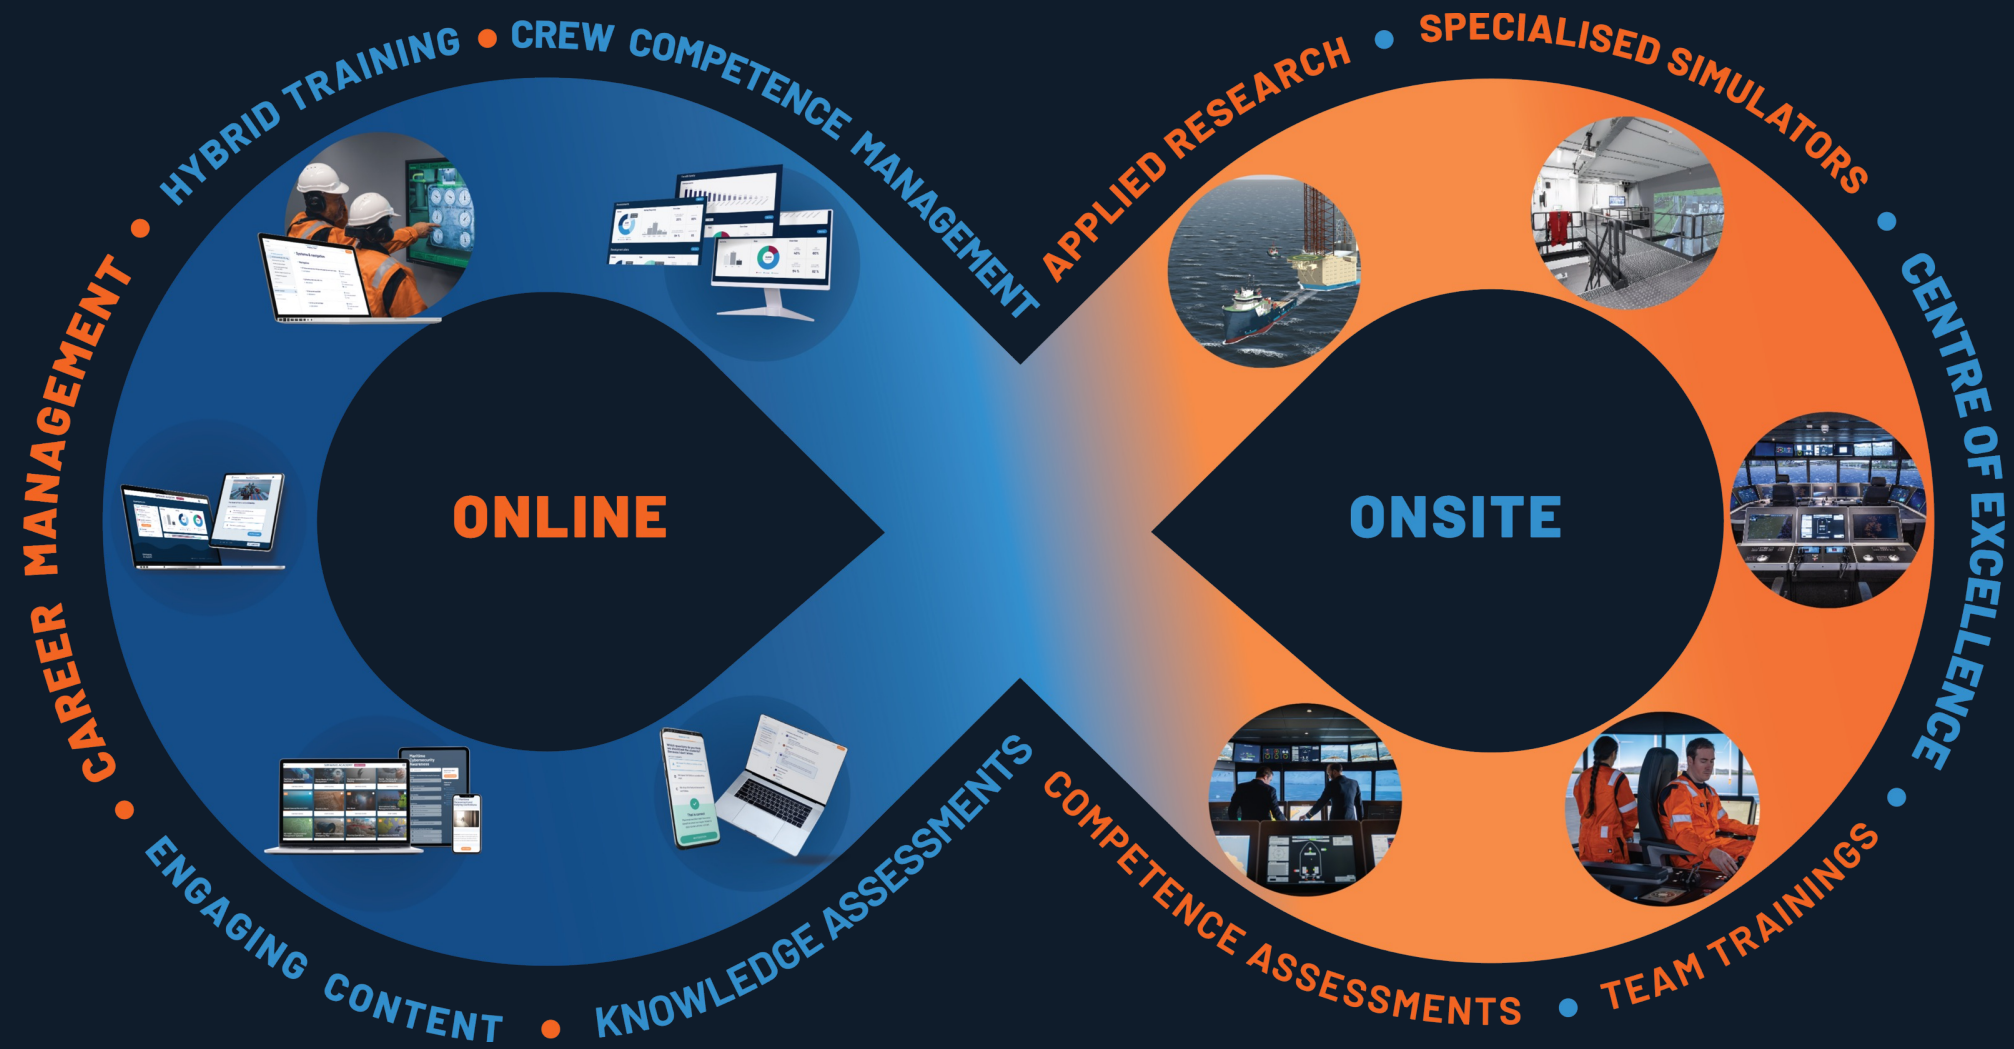 HYBRID TRAINING
CREW COMPETENCE MANAGEMENT
APPLIED RESEARCH
SPECIALISED SIMULATORS
CENTRE OF EXCELLENCE
TEAM TRAININGS
COMPETENCE ASSESSMENTS
KNOWLEDGE ASSESSMENTS
ENGAGING CONTENT
CAREER MANAGEMENT
ONLINE
ONSITE